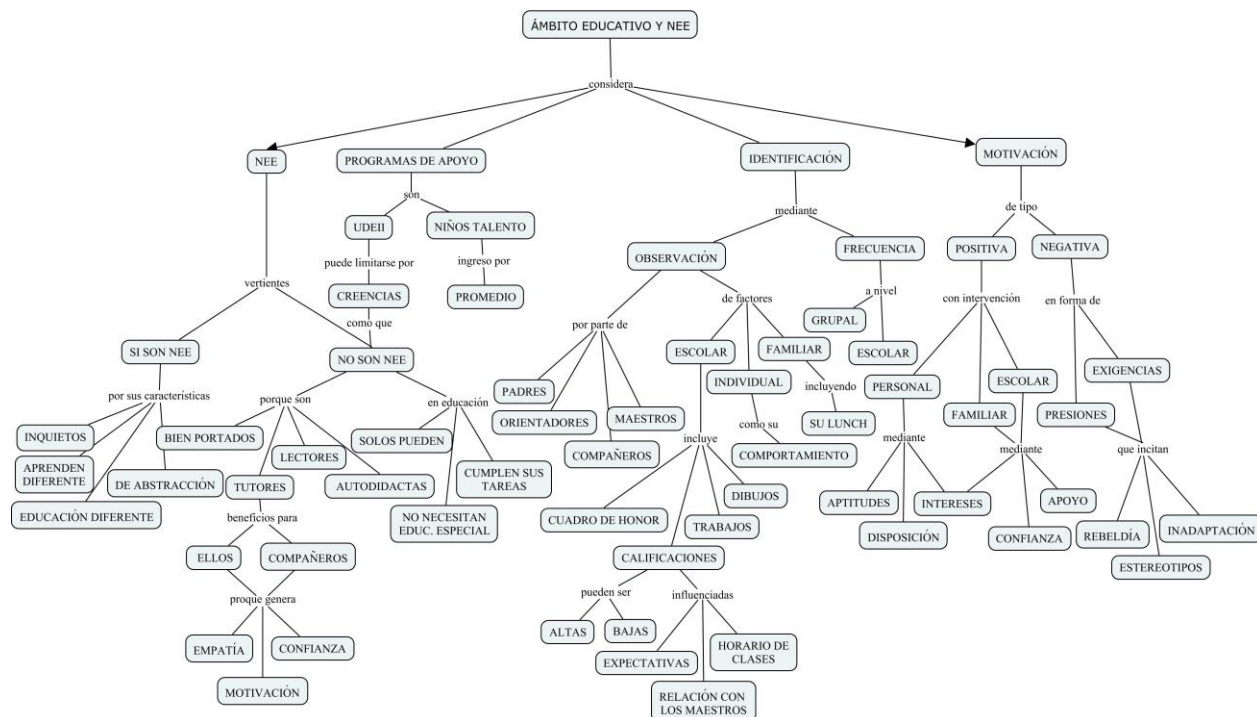 ÁMBITO EDUCATIVO Y NEE
considera
NEE
PROGRAMAS DE APOYO
IDENTIFICACIÓN
MOTIVACIÓN
son
mediante
de tipo
UDEII
NIÑOS TALENTO
OBSERVACIÓN
FRECUENCIA
POSITIVA
NEGATIVA
puede limitarse por
ingreso por
vertientes
CREENCIAS
PROMEDIO
de factores
a nivel
con intervención
en forma de
como que
por parte de
GRUPAL
SI SON NEE
NO SON NEE
ESCOLAR
FAMILIAR
ESCOLAR
EXIGENCIAS
PADRES
INDIVIDUAL
PERSONAL
ESCOLAR
por sus características
porque son
en educación
incluyendo
ORIENTADORES
MAESTROS
SU LUNCH
FAMILIAR
PRESIONES
INQUIETOS
BIEN PORTADOS
SOLOS PUEDEN
como su
incluye
mediante
LECTORES
COMPAÑEROS
COMPORTAMIENTO
mediante
que incitan
APRENDEN
DIFERENTE
DE ABSTRACCIÓN
TUTORES
AUTODIDACTAS
CUMPLEN SUS
TAREAS
DIBUJOS
APTITUDES
INTERESES
APOYO
EDUCACIÓN DIFERENTE
beneficios para
NO NECESITAN
EDUC. ESPECIAL
CUADRO DE HONOR
TRABAJOS
DISPOSICIÓN
CONFIANZA
REBELDÍA
INADAPTACIÓN
ELLOS
COMPAÑEROS
CALIFICACIONES
ESTEREOTIPOS
proque genera
pueden ser
influenciadas
EMPATÍA
CONFIANZA
ALTAS
BAJAS
EXPECTATIVAS
HORARIO DE
CLASES
MOTIVACIÓN
RELACIÓN CON
LOS MAESTROS